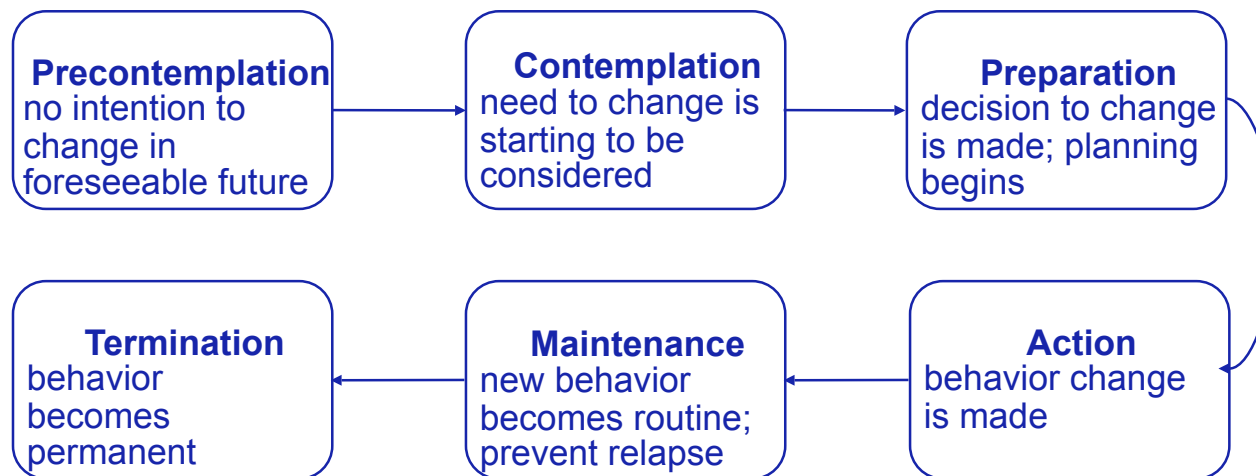 Precontemplation
no intention to
change in
foreseeable future
Contemplation
need to change is
starting to be
considered
Preparation
decision to change
is made; planning
begins
Termination
behavior
becomes
permanent
Maintenance
new behavior
becomes routine;
prevent relapse
Action
behavior change
is made